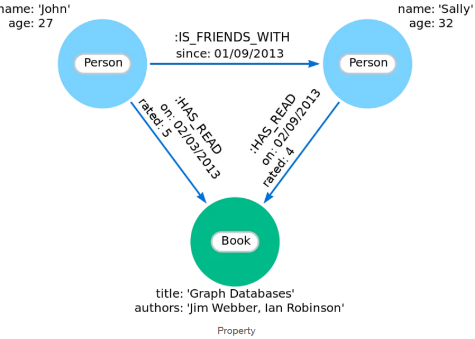 name: 'John'
age: 27
name: 'Sally'
age: 32
Person
:IS_FRIENDS_WITH
since: 01/09/2013
Person
:HAS_READ
on: 02/03/2013
rated: 5
:HAS_READ
on: 02/09/2013
rated: 4
Book
title: 'Graph Databases'
authors: 'Jim Webber, Ian Robinson'
Property